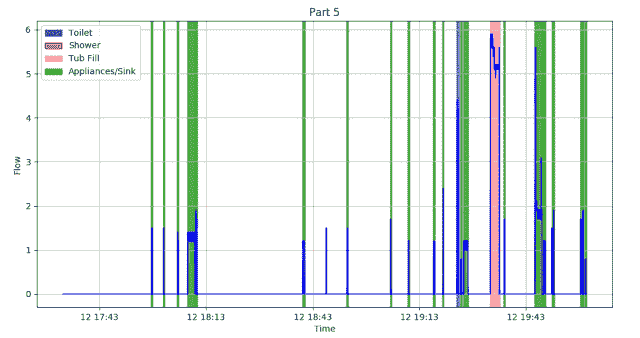 Part 5
6
5
4
3
2
1
0
Flow
Toilet
Shower
Tub Fill
Appliances/Sink
12 17:43
12 18:13
12 18:43
12 19:13
12 19:43
Time